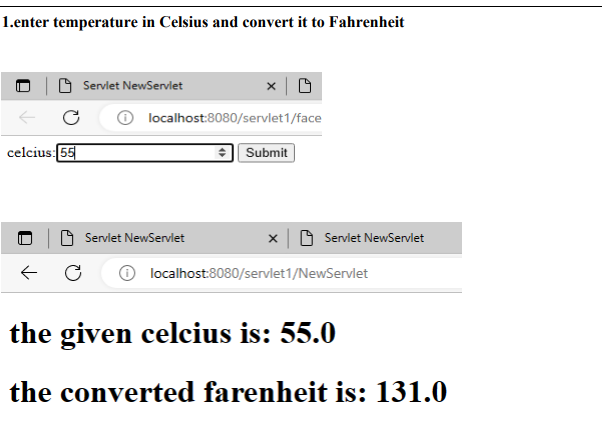 1.enter temperature in Celsius and convert it to Fahrenheit
Servlet NewServlet
localhost:8080/servlet1/face
celcius: 55 Submit
Servlet NewServlet Servlet NewServlet
localhost:8080/servlet1/NewServlet
the given celcius is: 55.0
the converted farenheit is: 131.0